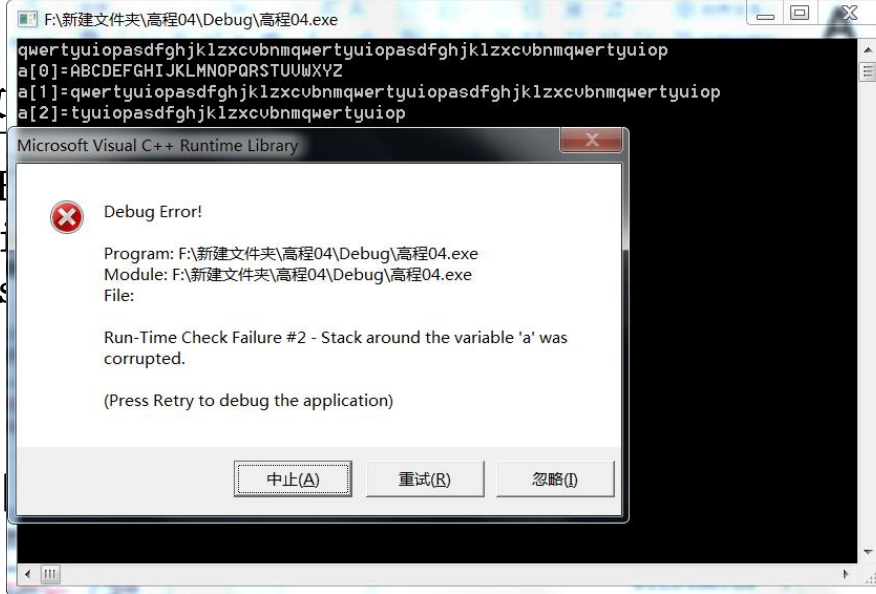 F:\新建文件夹\高程04\Debug\高程04.exe
qwertyuiopasdfghjklzxcvbnmqwertyuiopasdfghjklzxcvbnmqwertyuiop
a[0]=ABCDEFGHIJKLMNOPQRSTUVWXYZ
a[1]=qwertyuiopasdfghjklzxcvbnmqwertyuiopasdfghjklzxcvbnmqwertyuiop
a[2]=tyuiopasdfghjklzxcvbnmqwertyuiop
Microsoft Visual C++ Runtime Library
Debug Error!
Program: F:\新建文件夹\高程04\Debug\高程04.exe
Module: F:\新建文件夹\高程04\Debug\高程04.exe
File:
Run-Time Check Failure #2 - Stack around the variable 'a' was
corrupted.
(Press Retry to debug the application)
中止(A) 重试(R) 忽略(I)